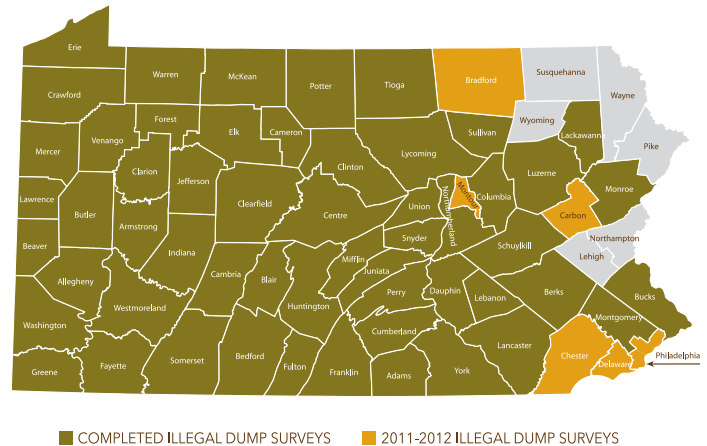 Erie
Warren
McKean
Potter
Tioga
Bradford
Susquehanna
Wayne
Crawford
Forest
Wyoming
Venango
Elk
Cameron
Sullivan
Lackawanna
Mercer
Clinton
Lycoming
Pike
Clarion
Jefferson
Luzerne
Monroe
Lawrence
Clearfield
Centre
Union
Northumberland
Montour
Columbia
Butler
Armstrong
Carbon
Beaver
Indiana
Snyder
Schuylkill
Northampton
Lehigh
Allegheny
Cambria
Blair
Mifflin
Juniata
Westmoreland
Huntington
Perry
Dauphin
Lebanon
Berks
Bucks
Washington
Cumberland
Montgomery
Lancaster
Greene
Fayette
Somerset
Bedford
Fulton
Franklin
Adams
York
Chester
Delaware
Philadelphia
COMPLETED ILLEGAL DUMP SURVEYS
2011-2012 ILLEGAL DUMP SURVEYS